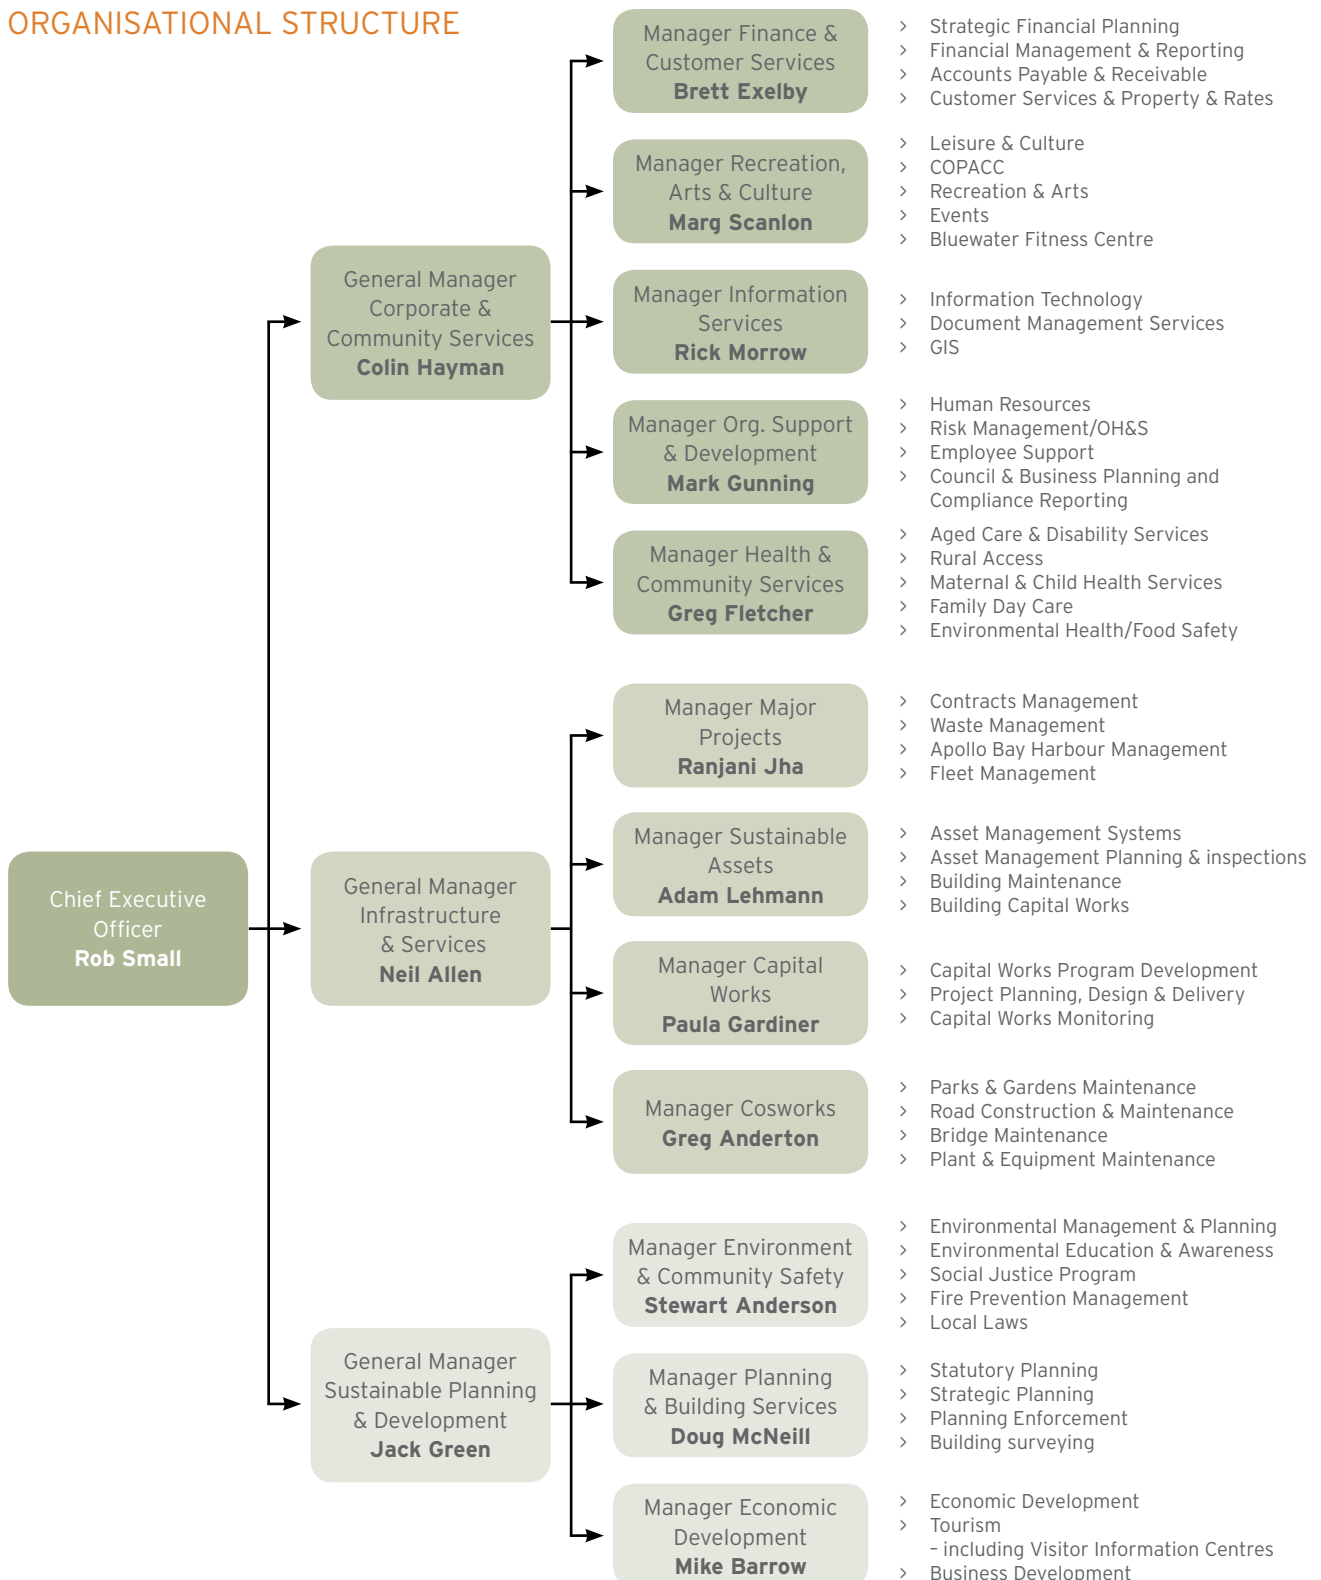 ORGANISATIONAL STRUCTURE
Chief Executive
Officer
Rob Small
General Manager
Corporate &
Community Services
Colin Hayman
Manager Finance &
Customer Services
Brett Exelby
> Strategic Financial Planning
> Financial Management & Reporting
> Accounts Payable & Receivable
> Customer Services & Property & Rates
Manager Recreation,
Arts & Culture
Marg Scanlon
> Leisure & Culture
> COPACC
> Recreation & Arts
> Events
> Bluewater Fitness Centre
Manager Information
Services
Rick Morrow
> Information Technology
> Document Management Services
> GIS
Manager Org. Support
& Development
Mark Gunning
> Human Resources
> Risk Management/OH&S
> Employee Support
> Council & Business Planning and
Compliance Reporting
Manager Health &
Community Services
Greg Fletcher
> Aged Care & Disability Services
> Rural Access
> Maternal & Child Health Services
> Family Day Care
> Environmental Health/Food Safety
General Manager
Infrastructure
& Services
Neil Allen
Manager Major
Projects
Ranjani Jha
> Contracts Management
> Waste Management
> Apollo Bay Harbour Management
> Fleet Management
Manager Sustainable
Assets
Adam Lehmann
> Asset Management Systems
> Asset Management Planning & inspections
> Building Maintenance
> Building Capital Works
Manager Capital
Works
Paula Gardiner
> Capital Works Program Development
> Project Planning, Design & Delivery
> Capital Works Monitoring
Manager Cosworks
Greg Anderton
> Parks & Gardens Maintenance
> Road Construction & Maintenance
> Bridge Maintenance
> Plant & Equipment Maintenance
General Manager
Sustainable Planning
& Development
Jack Green
Manager Environment
& Community Safety
Stewart Anderson
> Environmental Management & Planning
> Environmental Education & Awareness
> Social Justice Program
> Fire Prevention Management
> Local Laws
Manager Planning
& Building Services
Doug McNeill
> Statutory Planning
> Strategic Planning
> Planning Enforcement
> Building surveying
Manager Economic
Development
Mike Barrow
> Economic Development
> Tourism
– including Visitor Information Centres
> Business Development